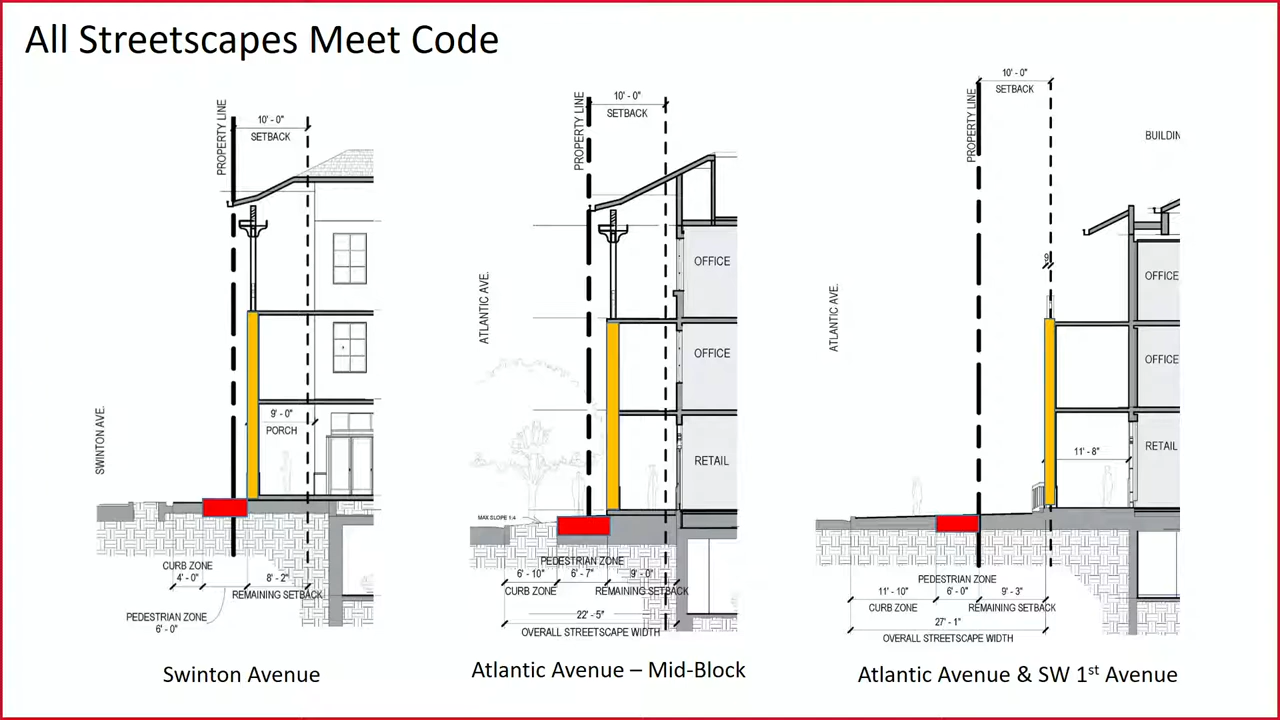 All Streetscapes Meet Code
PROPERTY LINE
10' - 0"
SETBACK
SWINTON AVE.
9' - 0"
PORCH
CURB ZONE
4' - 0"
8' - 2"
REMAINING SETBACK
PEDESTRIAN ZONE
6' - 0"
Swinton Avenue
PROPERTY LINE
10' - 0"
SETBACK
ATLANTIC AVE.
OFFICE
OFFICE
RETAIL
MAX SLOPE 1:4
PEDESTRIAN ZONE
6' - 10"
6' - 7"
9' - 0"
CURB ZONE
REMAINING SETBACK
22' - 5"
OVERALL STREETSCAPE WIDTH
Atlantic Avenue – Mid-Block
10' - 0"
SETBACK
PROPERTY LINE
BUILDIN
ATLANTIC AVE.
9
OFFICE
OFFICE
RETAIL
11' - 8"
PEDESTRIAN ZONE
11' - 10"
6' - 0"
9' - 3"
CURB ZONE
REMAINING SETBACK
27' - 1"
OVERALL STREETSCAPE WIDTH
Atlantic Avenue & SW 1st Avenue